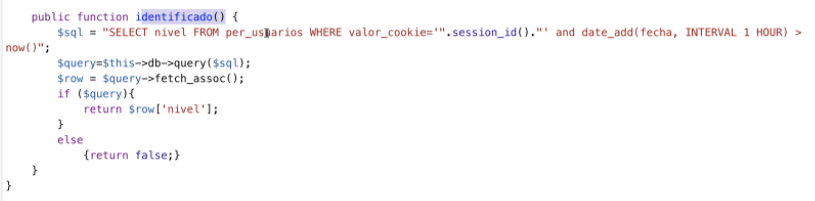 public function identificado() {
$sql = "SELECT nivel FROM per_usuarios WHERE valor_cookie='".session_id()."' and date_add(fecha, INTERVAL 1 HOUR) >
now()";
$query=$this->db->query($sql);
$row = $query->fetch_assoc();
if ($query){
return $row['nivel'];
}
else
{return false;}
}
}